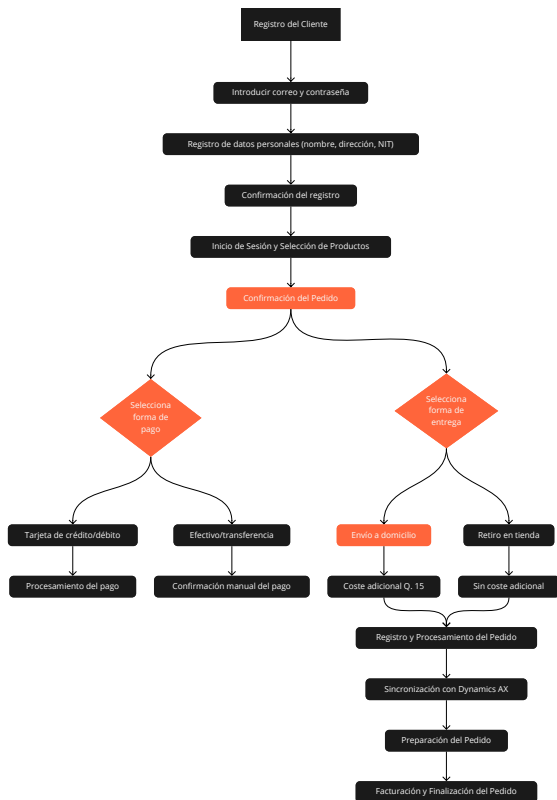 Registro del Cliente
Introducir correo y contraseña
Registro de datos personales (nombre, dirección, NIT)
Confirmación del registro
Inicio de Sesión y Selección de Productos
Confirmación del Pedido
Selecciona
forma de
pago
Selecciona
forma de
entrega
Tarjeta de crédito/débito
Efectivo/transferencia
Envío a domicilio
Retiro en tienda
Procesamiento del pago
Confirmación manual del pago
Coste adicional Q. 15
Sin coste adicional
Registro y Procesamiento del Pedido
Sincronización con Dynamics AX
Preparación del Pedido
Facturación y Finalización del Pedido